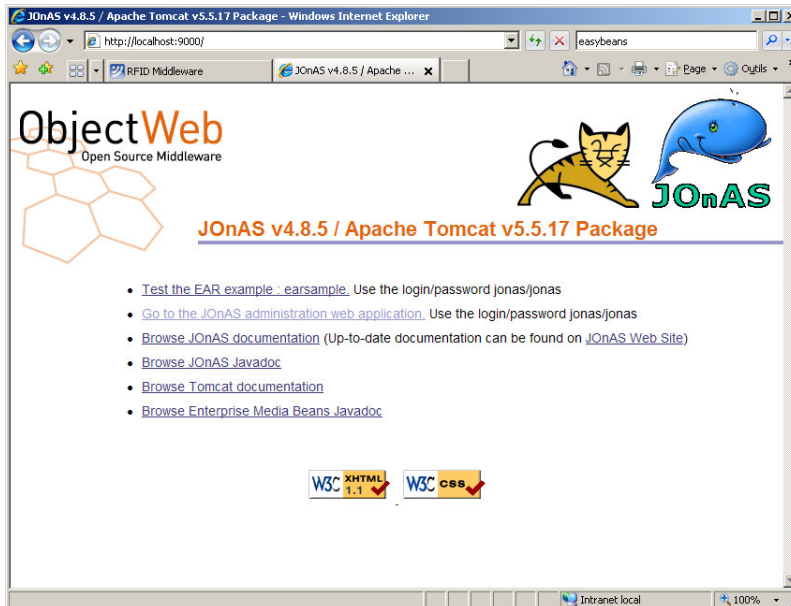 JOnAS v4.8.5 / Apache Tomcat v5.5.17 Package - Windows Internet Explorer
http://localhost:9000/
easybeans
RFID Middleware
JOnAS v4.8.5 / Apache ...
Page
Outils
ObjectWeb
Open Source Middleware
JOnAS
JOnAS v4.8.5 / Apache Tomcat v5.5.17 Package
Test the EAR example : earsample. Use the login/password jonas/jonas
Go to the JOnAS administration web application. Use the login/password jonas/jonas
Browse JOnAS documentation (Up-to-date documentation can be found on JOnAS Web Site)
Browse JOnAS Javadoc
Browse Tomcat documentation
Browse Enterprise Media Beans Javadoc
W3C XHTML 1.1
W3C css
Intranet local
100%